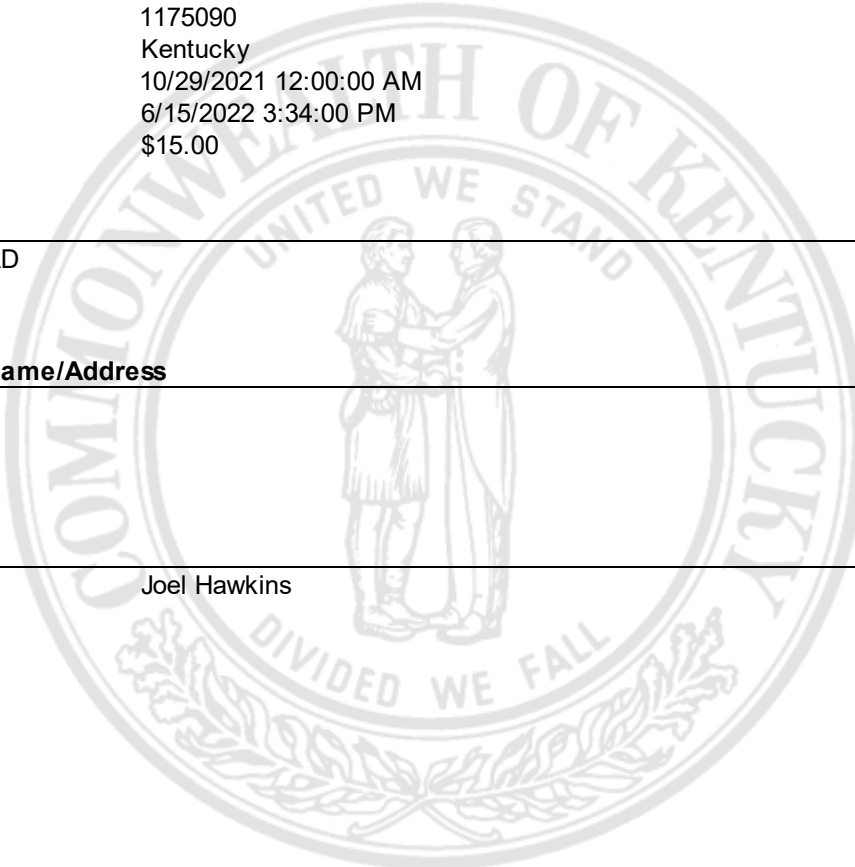 1175090
Kentucky
10/29/2021 12:00:00 AM
6/15/2022 3:34:00 PM
$15.00
COMMONWEALTH OF KENTUCKY
UNITED WE STAND
D
ame/Address
Joel Hawkins
DIVIDED WE FALL